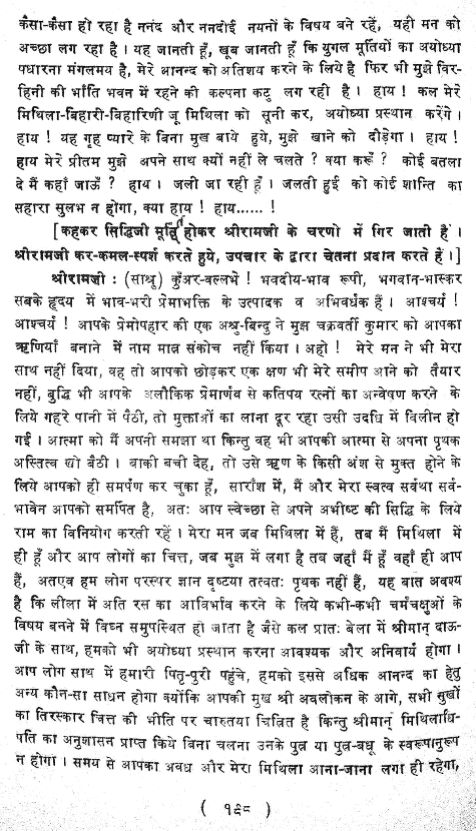 कैसा-कैसा हो रहा है ननंद और ननदोई नयनों के विषय बने रहें, यही मन को
अच्छा लग रहा है । यह जानती हूँ, खूब जानती हूँ कि युगल मूर्तियों का अयोध्या
पधारना मंगलमय है, मेरे आनन्द को अतिशय करने के लिये है फिर भी मुझे विर-
हिनी की भाँति भवन में रहने की कल्पना कटु लग रही है । हाय ! कल मेरे
मिथिला-बिहारी-बिहारिणी जू मिथिला को सूनी कर, अयोध्या प्रस्थान करेंगे ।
हाय ! यह गृह प्यारे के बिना मुख बाये हुये, मुझे खाने को दौड़ेगा । हाय !
हाय मेरे प्रीतम मुझे अपने साथ क्यों नहीं ले चलते ? क्या करूँ ? कोई बतला
दे मैं कहाँ जाऊँ ? हाय । जली जा रही हूँ । जलती हुई को कोई शान्ति का
सहारा सुलभ न होगा, क्या हाय ! हाय......!
[कहकर सिद्धिजी मूर्छि होकर श्रीरामजी के चरणो में गिर जाती है ।
श्रीरामजी कर-कमल-स्पर्श करते हुये, उपचार के द्वारा चेतना प्रदान करते हैं ।]
श्रीरामजी : (साश्रू) कुँअर-वल्लभे ! भवदीय-भाव रूपी, भगवान-भास्कर
सबके हृदय में भाव-भरी प्रेमाभक्ति के उत्पादक व अभिवर्धक हैं । आश्चर्य !
आश्चर्य ! आपके प्रेमोपहार की एक अश्रु-बिन्दु ने मुझ चक्रवर्ती कुमार को आपका
ऋणियाँ बनाने में नाम मात्र संकोच नहीं किया । अहो ! मेरे मन ने भी मेरा
साथ नहीं दिया, वह तो आपको छोड़कर एक क्षण भी मेरे समीप आने को तैयार
नहीं, बुद्धि भी आपके अलौकिक प्रेमार्णव से कतिपय रत्नों का अन्वेषण करने के
लिये गहरे पानी में पैठी, तो मुक्ताओं का लाना दूर रहा उसी उदधि में विलीन हो
गई । आत्मा को मैं अपनी समझा था किन्तु वह भी आपकी आत्मा से अपना पृथक
अस्तित्व खो बैठी । बाकी बची देह, तो उसे ऋण के किसी अंश से मुक्त होने के
लिये आपको ही समर्पण कर चुका हूँ, सारांश में, मैं और मेरा स्वत्व सर्वथा सर्व-
भावेन आपको समर्पित है, अतः आप स्वेच्छा से अपने अभीष्ट की सिद्धि के लिये
राम का विनियोग करती रहें । मेरा मन जब मिथिला में हैं, तब मैं मिथिला में
ही हूँ और आप लोगों का चित्त, जब मुझ में लगा है तब जहाँ मैं हूँ वहाँ ही आप
हैं, अतएव हम लोग परस्पर ज्ञान दृष्टया तत्वतः पृथक नहीं हैं, यह बात अवश्य
है कि लीला में अति रस का आविर्भाव करने के लिये कभी-कभी चर्मचक्षुओं के
विषय बनने में विघ्न समुपस्थित हो जाता है जैसे कल प्रातः बेला में श्रीमान् दाऊ-
जी के साथ, हमको भी अयोध्या प्रस्थान करना आवश्यक और अनिवार्य होगा ।
आप लोग साथ में हमारी पितृ-पुरी पहुंचे, हमको इससे अधिक आनन्द का हेतु
अन्य कौन-सा साधन होगा क्योंकि आपकी मुख श्री अवलोकन के आगे, सभी सुखों
का तिरस्कार चित्त की भीति पर चारुतया चित्रित है किन्तु श्रीमान् मिथिलाधि-
पति का अनुशासन प्राप्त किये बिना चलना उनके पुत्र या पुत्र-बधू के स्वरूपानुरूप
न होगा । समय से आपका अवध और मेरा मिथिला आना-जाना लगा ही रहेगा,
( १६८ )